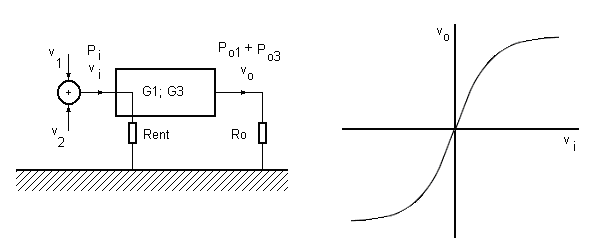 v1
v2
Pi
vi
G1; G3
Po1 + Po3
vo
Rent
Ro
vo
vi